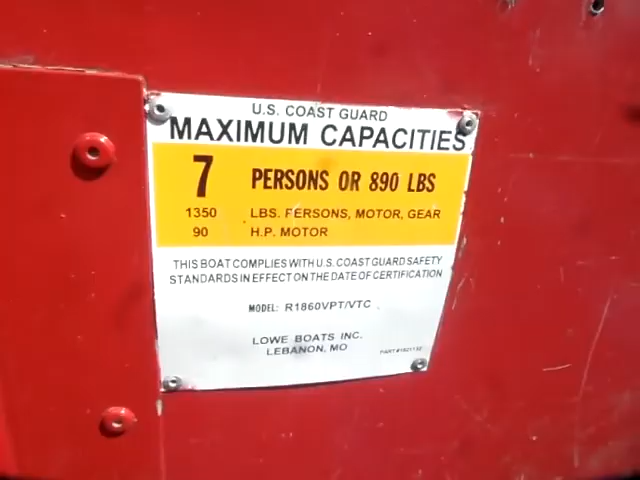 U.S. COAST GUARD
MAXIMUM CAPACITIES
7 PERSONS OR 890 LBS
1350 LBS. PERSONS, MOTOR, GEAR
90 H.P. MOTOR
THIS BOAT COMPLIES WITH U.S. COAST GUARD SAFETY
STANDARDS IN EFFECT ON THE DATE OF CERTIFICATION
MODEL: R1860VPT/VTC
LOWE BOATS INC.
LEBANON, MO
PART